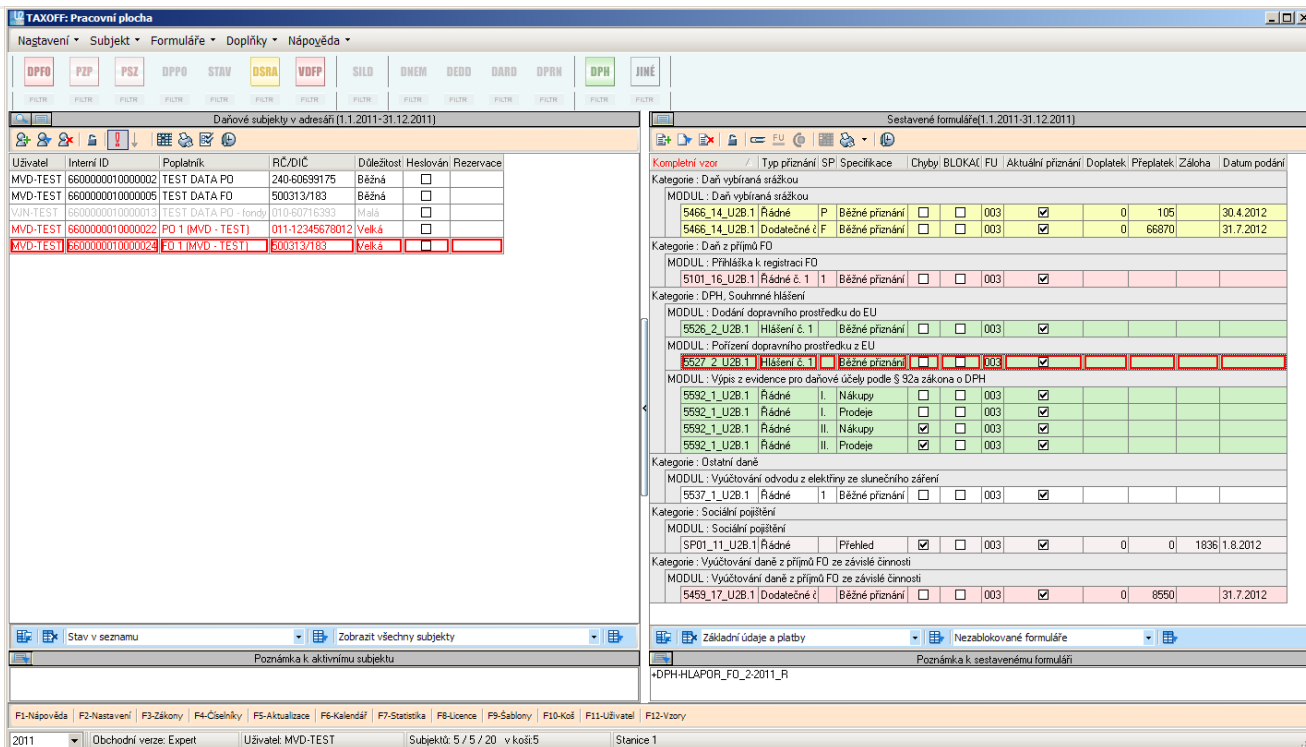 TAXOFF: Pracovní plocha
Nastavení Subjekt Formuláře Doplňky Nápověda
DPFO PZP PSZ DPPO STAV DSRA VDFP SILD DNEM DEDD DARD DPRN DPH JINÉ
FILTR FILTR FILTR FILTR FILTR FILTR FILTR FILTR FILTR FILTR FILTR FILTR FILTR FILTR
Daňové subjekty v adresáři (1.1.2011-31.12.2011)
Uživatel Interní ID Poplatník RČ/DIČ Důležitost Heslován Rezervace
MVD-TEST 6600000010000002 TEST DATA PO 240-60699175 Běžná
MVD-TEST 6600000010000005 TEST DATA FO 500313/183 Běžná
VJN-TEST 6600000010000013 TEST DATA PO - fondy 010-60716393 Malá
MVD-TEST 6600000010000022 PO 1 (MVD - TEST) 011-12345678012 Velká
MVD-TEST 6600000010000024 FO 1 (MVD - TEST) 500313/183 Velká
Stav v seznamu Zobrazit všechny subjekty
Poznámka k aktivnímu subjektu
Sestavené formuláře(1.1.2011-31.12.2011)
Kompletní vzor Typ přiznání SP Specifikace Chyby BLOKAC FU Aktuální přiznání Doplatek Přeplatek Záloha Datum podání
Kategorie : Daň vybíraná srážkou
MODUL : Daň vybíraná srážkou
5466_14_U2B.1 Řádné P Běžné přiznání 003 0 105 30.4.2012
5466_14_U2B.1 Dodatečné č F Běžné přiznání 003 0 66870 31.7.2012
Kategorie : Daň z příjmů FO
MODUL : Přihláška k registraci FO
5101_16_U2B.1 Řádné č. 1 1 Běžné přiznání 003
Kategorie : DPH, Souhrnné hlášení
MODUL : Dodání dopravního prostředku do EU
5526_2_U2B.1 Hlášení č. 1 Běžné přiznání 003
MODUL : Pořízení dopravního prostředku z EU
5527_2_U2B.1 Hlášení č. 1 Běžné přiznání 003
MODUL : Výpis z evidence pro daňové účely podle § 92a zákona o DPH
5592_1_U2B.1 Řádné I. Nákupy 003
5592_1_U2B.1 Řádné I. Prodeje 003
5592_1_U2B.1 Řádné II. Nákupy 003
5592_1_U2B.1 Řádné II. Prodeje 003
Kategorie : Ostatní daně
MODUL : Vyúčtování odvodu z elektřiny ze slunečního záření
5537_1_U2B.1 Řádné 1 Běžné přiznání 003
Kategorie : Sociální pojištění
MODUL : Sociální pojištění
SP01_11_U2B.1 Řádné Přehled 003 0 0 1836 1.8.2012
Kategorie : Vyúčtování daně z příjmů FO ze závislé činnosti
MODUL : Vyúčtování daně z příjmů FO ze závislé činnosti
5459_17_U2B.1 Dodatečné č Běžné přiznání 003 0 8550 31.7.2012
Základní údaje a platby Nezablokované formuláře
Poznámka k sestavenému formuláři
+DPH-HLAPOR_FO_2-2011_R
F1-Nápověda F2-Nastavení F3-Zákony F4-Číselníky F5-Aktualizace F6-Kalendář F7-Statistika F8-Licence F9-Šablony F10-Koš F11-Uživatel F12-Vzory
2011 Obchodní verze: Expert Uživatel: MVD-TEST Subjektů: 5 / 5 / 20 v koši:5 Stanice 1